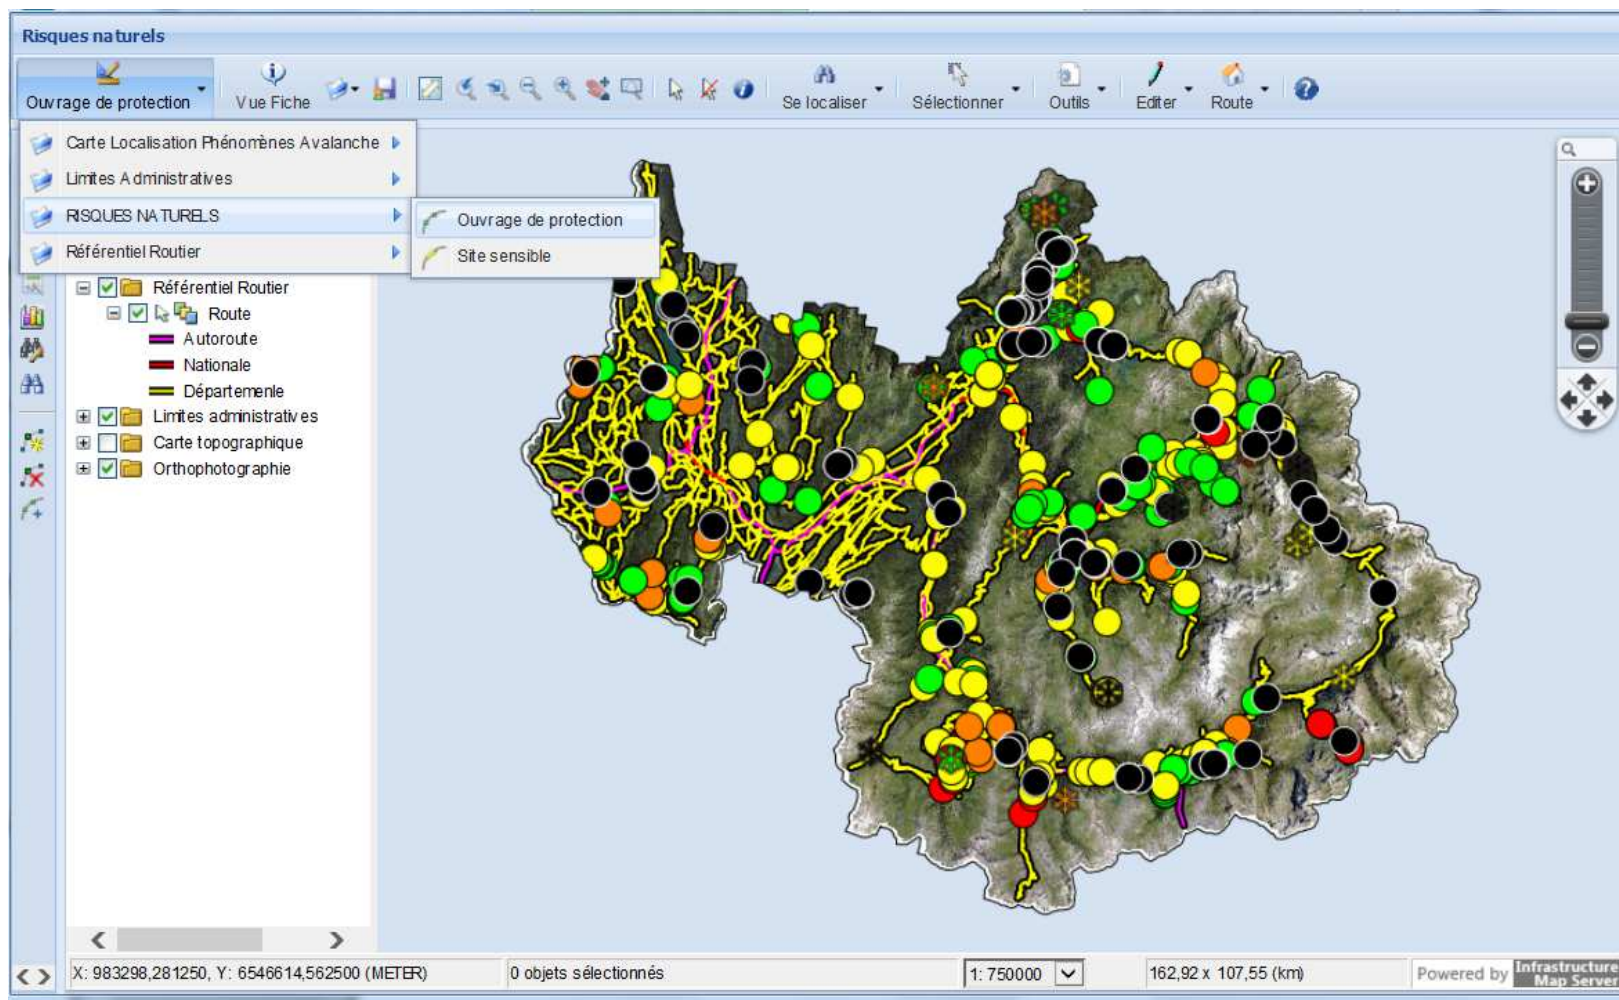 Risques naturels
Ouvrage de protection
Vue Fiche
Se localiser
Sélectionner
Outils
Editer
Route
Carte Localisation Phénomènes Avalanche
Limites Administratives
RISQUES NATURELS
Ouvrage de protection
Référentiel Routier
Site sensible
Référentiel Routier
Route
Autoroute
Nationale
Départemenle
Limites administratives
Carte topographique
Orthophotographie
X: 983298,281250, Y: 6546614,562500 (METER)
0 objets sélectionnés
1: 750000
162,92 x 107,55 (km)
Powered by Infrastructure
Map Server